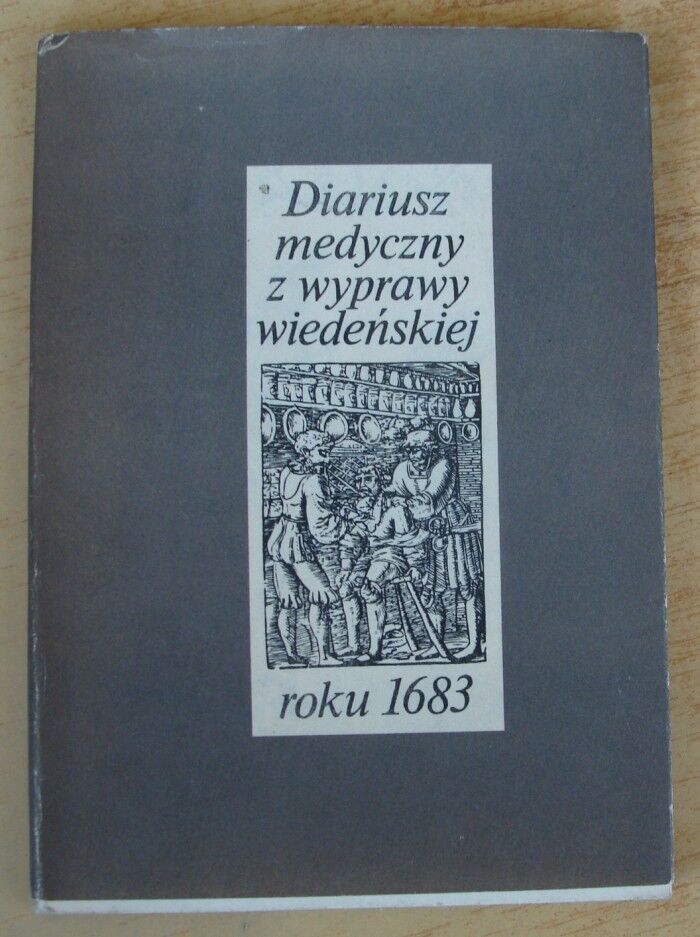 Diariusz
medyczny
z wyprawy
wiedeńskiej
roku 1683